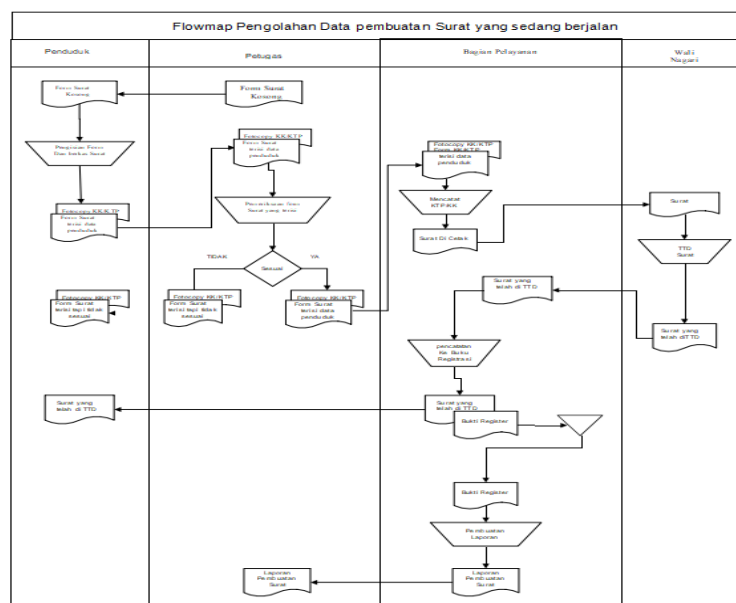 Flowmap Pengolahan Data pembuatan Surat yang sedang berjalan
Penduduk
Petugas
Bagian Pelayanan
Wali
Nagari
Form Surat
Kosong
Form Surat
Kosong
Pengisian Form
Dan berkas Surat
Fotocopy KK/KTP
Form Surat
terisi data
penduduk
Fotocopy KK/KTP
Form Surat
terisi data
penduduk
Pemeriksaan form
Surat yang terisi
Sesuai
TIDAK
YA
Fotocopy KK/KTP
Form Surat
terisi tapi tidak
sesuai
Fotocopy KK/KTP
Form Surat
terisi tapi tidak
sesuai
Fotocopy KK/KTP
Form Surat
terisi data
penduduk
Fotocopy KK/KTP
Form KK/KTP
terisi data
penduduk
Mencatat
KTP/KK
Surat Di Cetak
Surat
TTD
Surat
Surat yang
telah diTTD
Surat yang
telah di TTD
pencatatan
Ke Buku
Registrasi
Surat yang
telah di TTD
Bukti Register
Surat yang
telah di TTD
Bukti Register
Pembuatan
Laporan
Laporan
Pembuatan
Surat
Laporan
Pembuatan
Surat